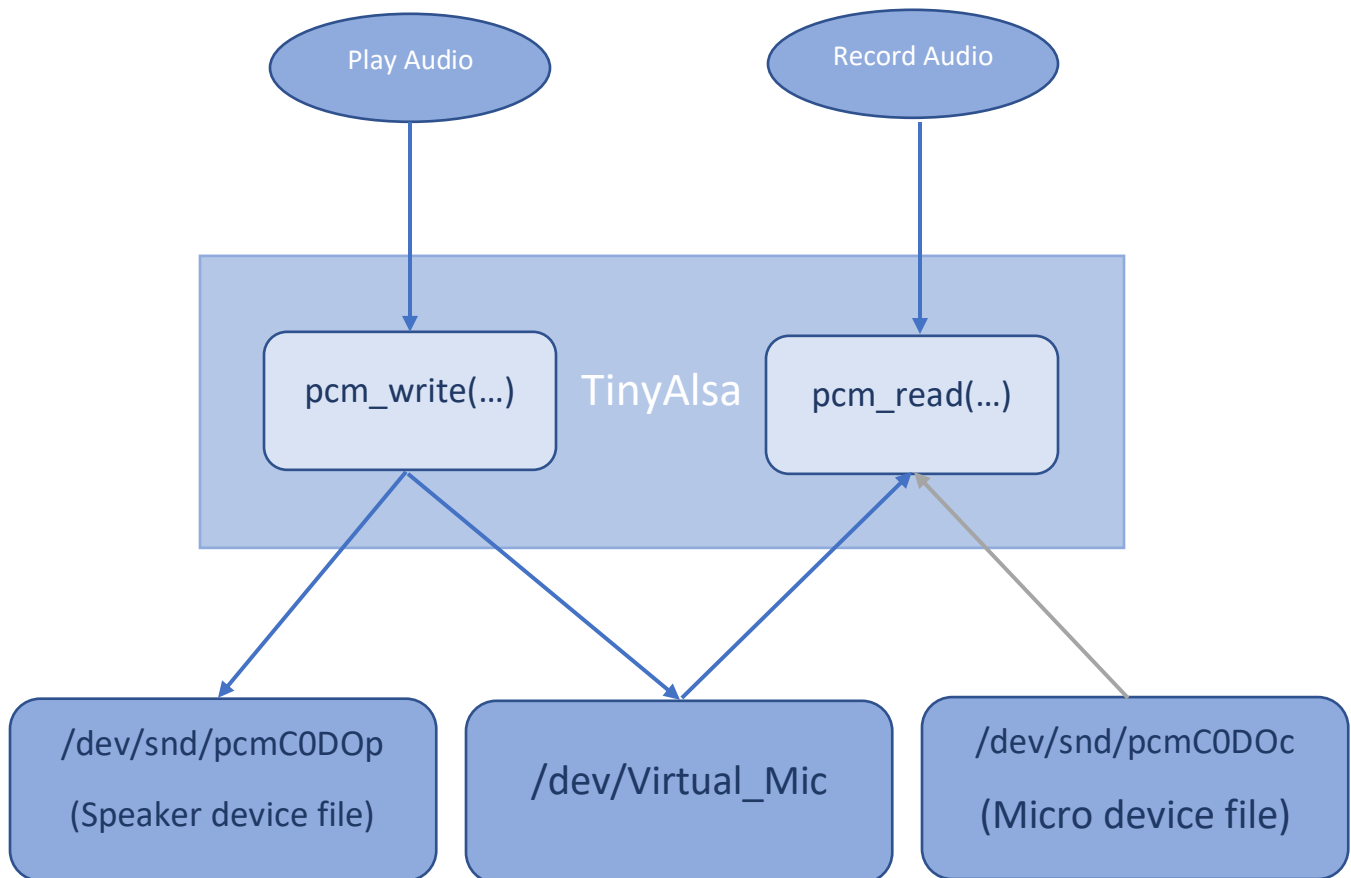 Play Audio
Record Audio
pcm_write(...)
TinyAlsa
pcm_read(...)
/dev/snd/pcmC0DOp
(Speaker device file)
/dev/Virtual_Mic
/dev/snd/pcmC0DOc
(Micro device file)